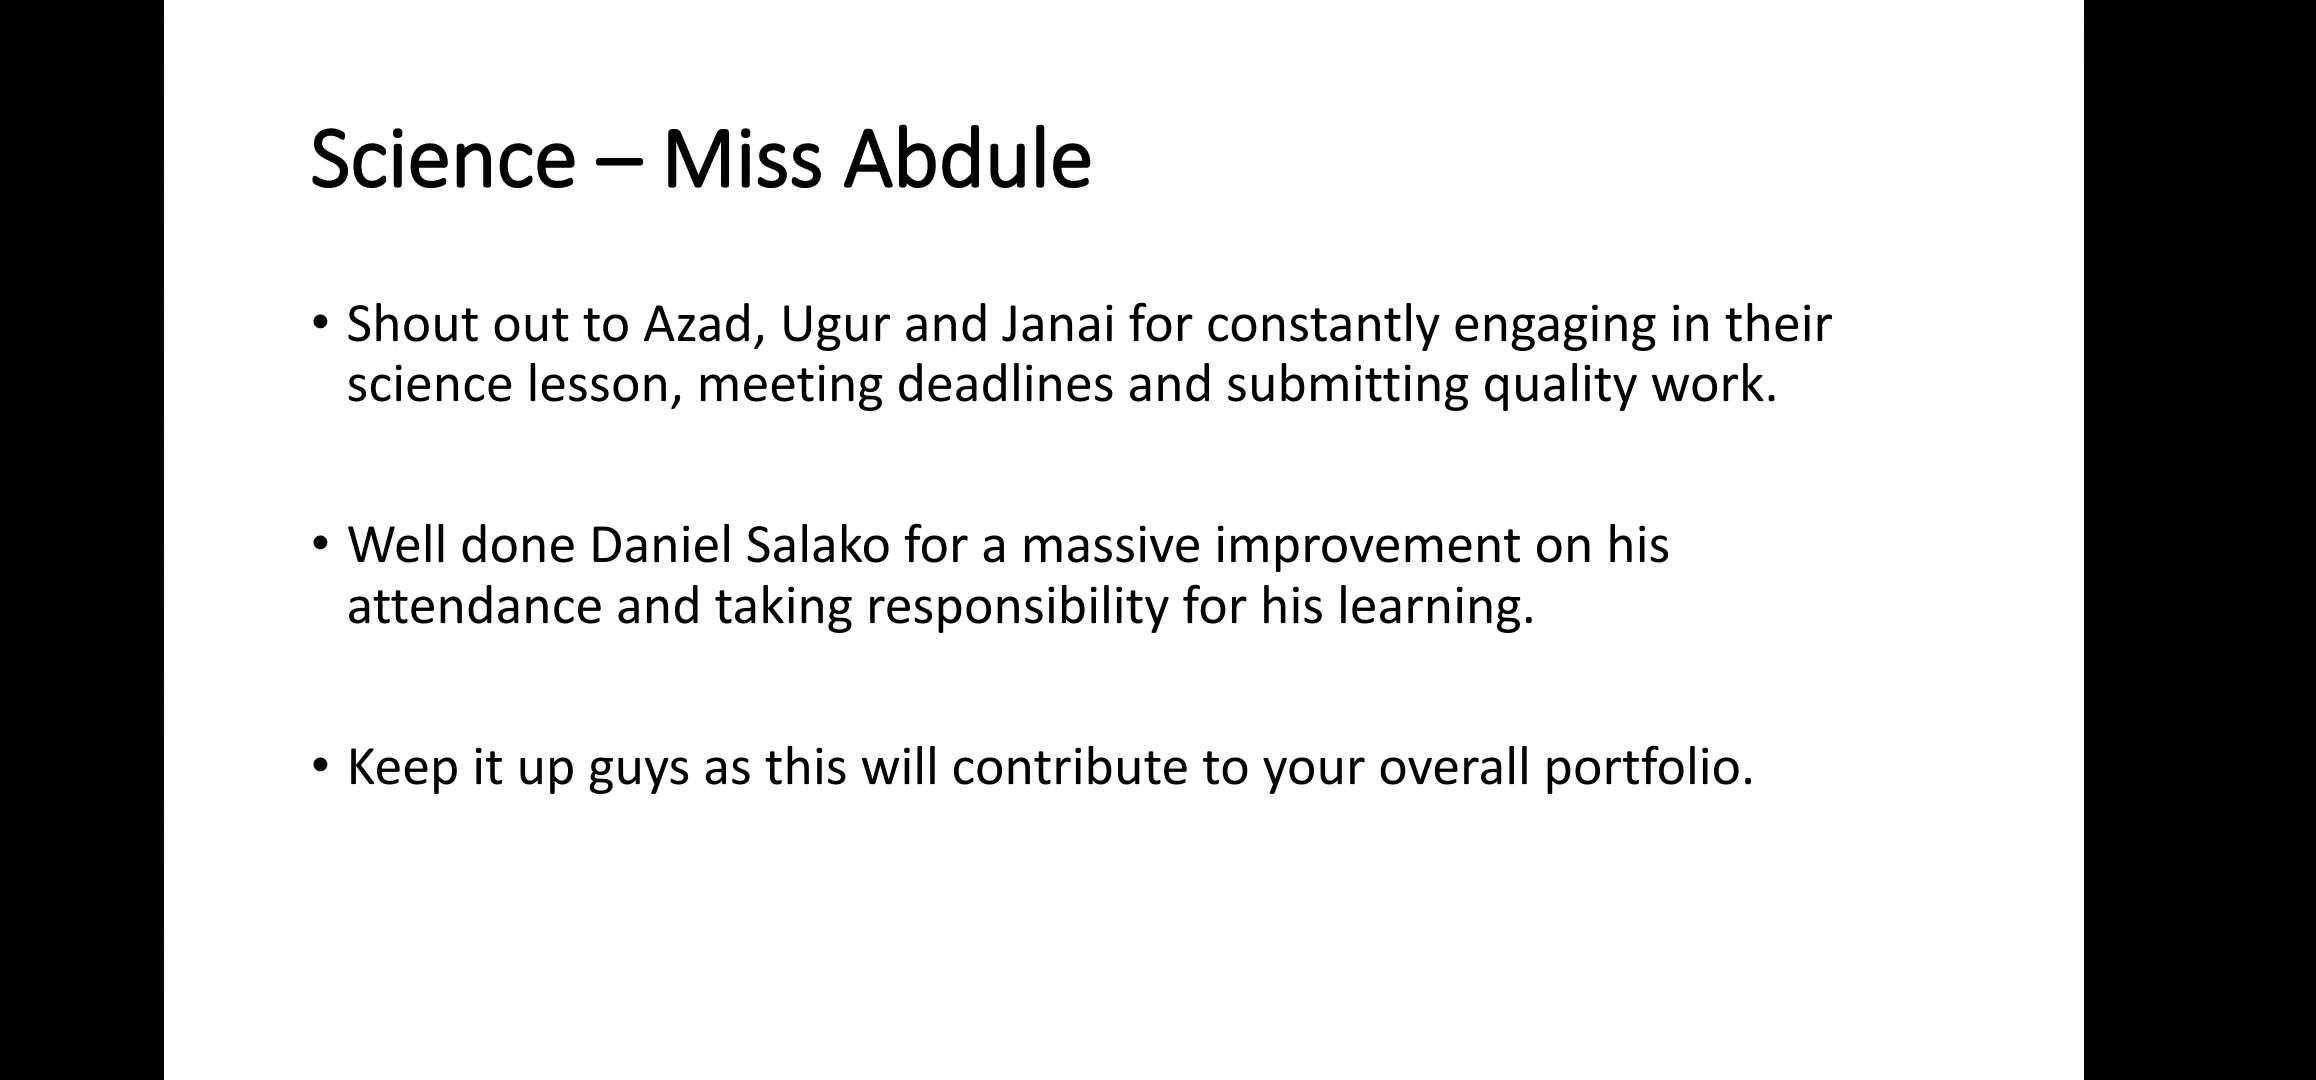 Science – Miss Abdule
• Shout out to Azad, Ugur and Janai for constantly engaging in their
science lesson, meeting deadlines and submitting quality work.
• Well done Daniel Salako for a massive improvement on his
attendance and taking responsibility for his learning.
• Keep it up guys as this will contribute to your overall portfolio.